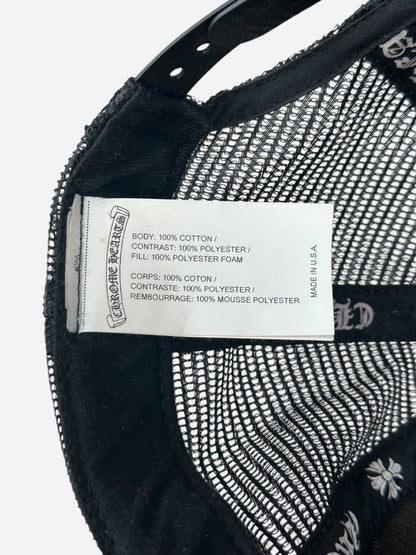 CHROME HEARTS
BODY: 100% COTTON /
CONTRAST: 100% POLYESTER /
FILL: 100% POLYESTER FOAM
CORPS: 100% COTON /
CONTRASTE: 100% POLYESTER /
REMBOURRAGE: 100% MOUSSE POLYESTER
MADE IN U.S.A.